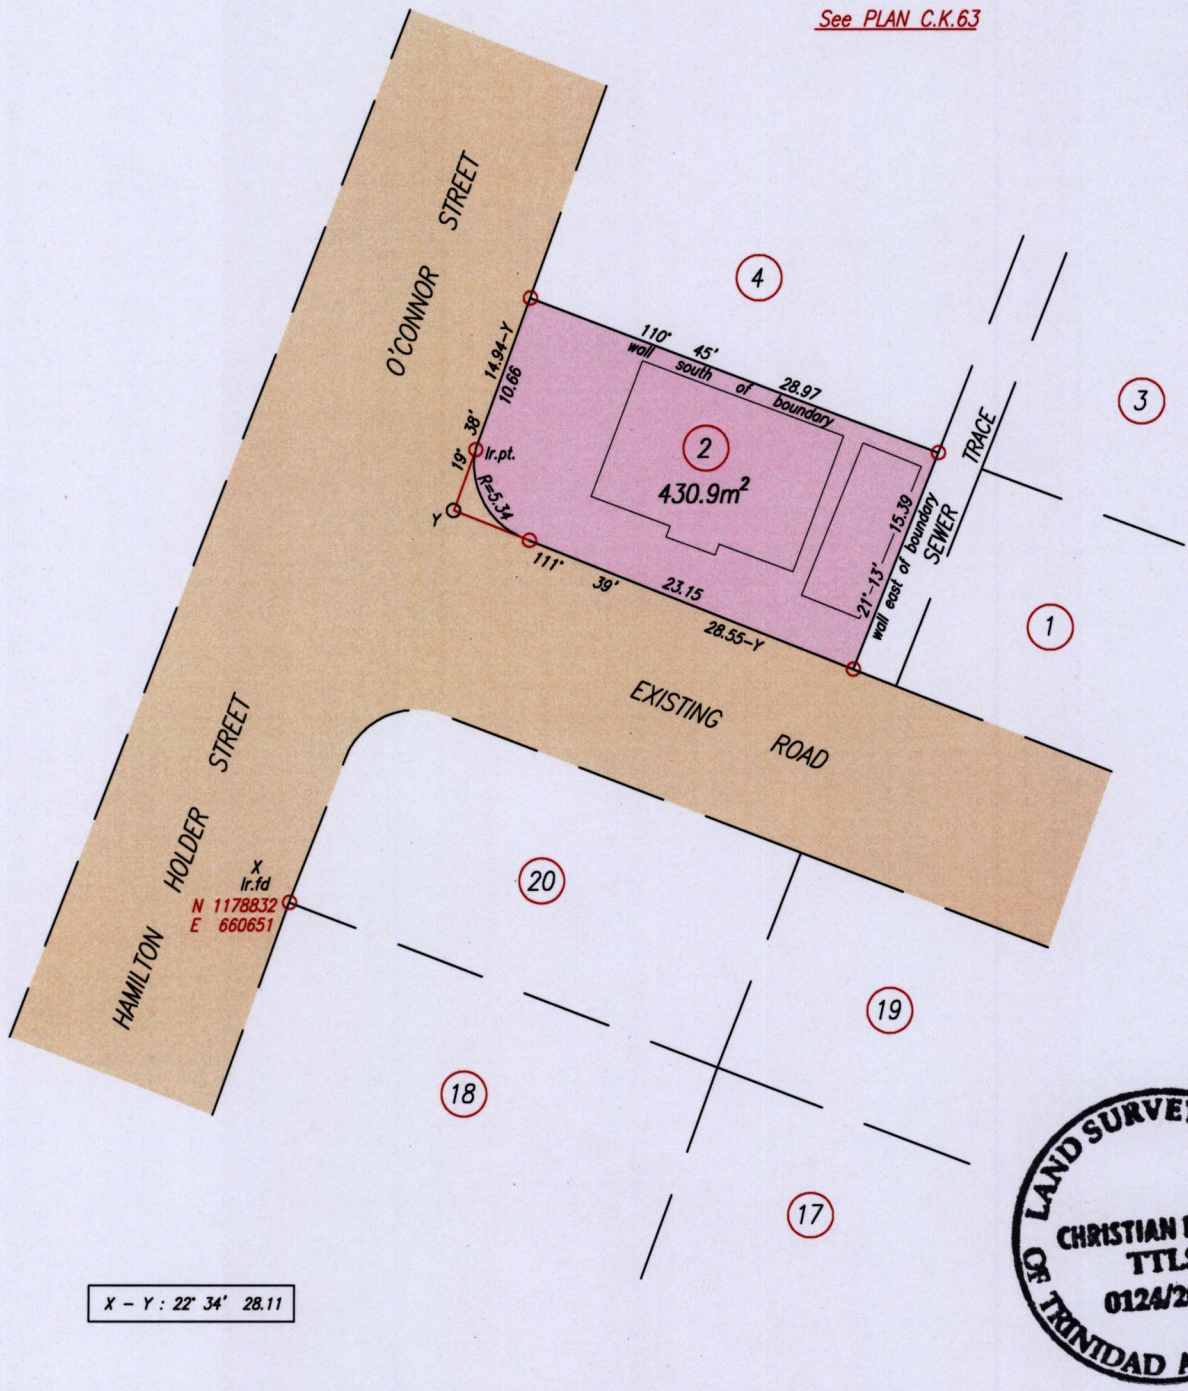 See PLAN C.K.63
O'CONNOR STREET
4
3
110° 45' 28.97
wall south of boundary
14.94-Y
10.66
19° 38'
Ir.pt.
R=5.34
Y
2
430.9m²
TRACE
SEWER
21°-13' 15.39
wall east of boundary
111° 39' 23.15
28.55-Y
1
EXISTING ROAD
HAMILTON HOLDER STREET
X
Ir.fd
N 1178832
E 660651
20
19
18
17
X - Y : 22° 34' 28.11
LAND SURVE
CHRISTIAN
TTLS
0124/2
OF TRINIDAD A